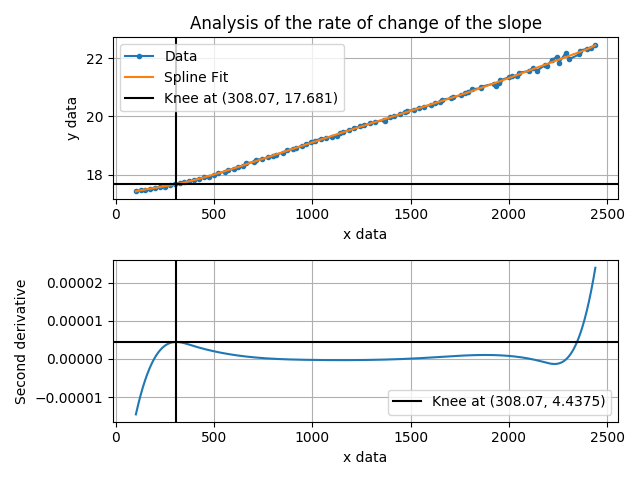 Analysis of the rate of change of the slope
Data
Spline Fit
Knee at (308.07, 17.681)
22
20
18
y data
0 500 1000 1500 2000 2500
x data
0.00002
0.00001
0.00000
−0.00001
Second derivative
Knee at (308.07, 4.4375)
0 500 1000 1500 2000 2500
x data